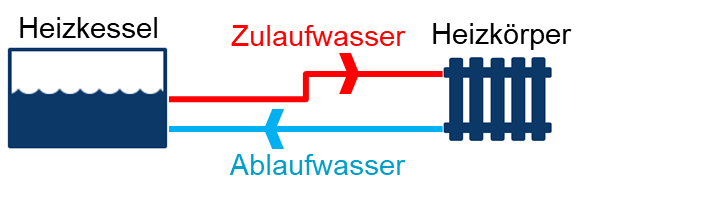 Heizkessel
Zulaufwasser
Heizkörper
Ablaufwasser